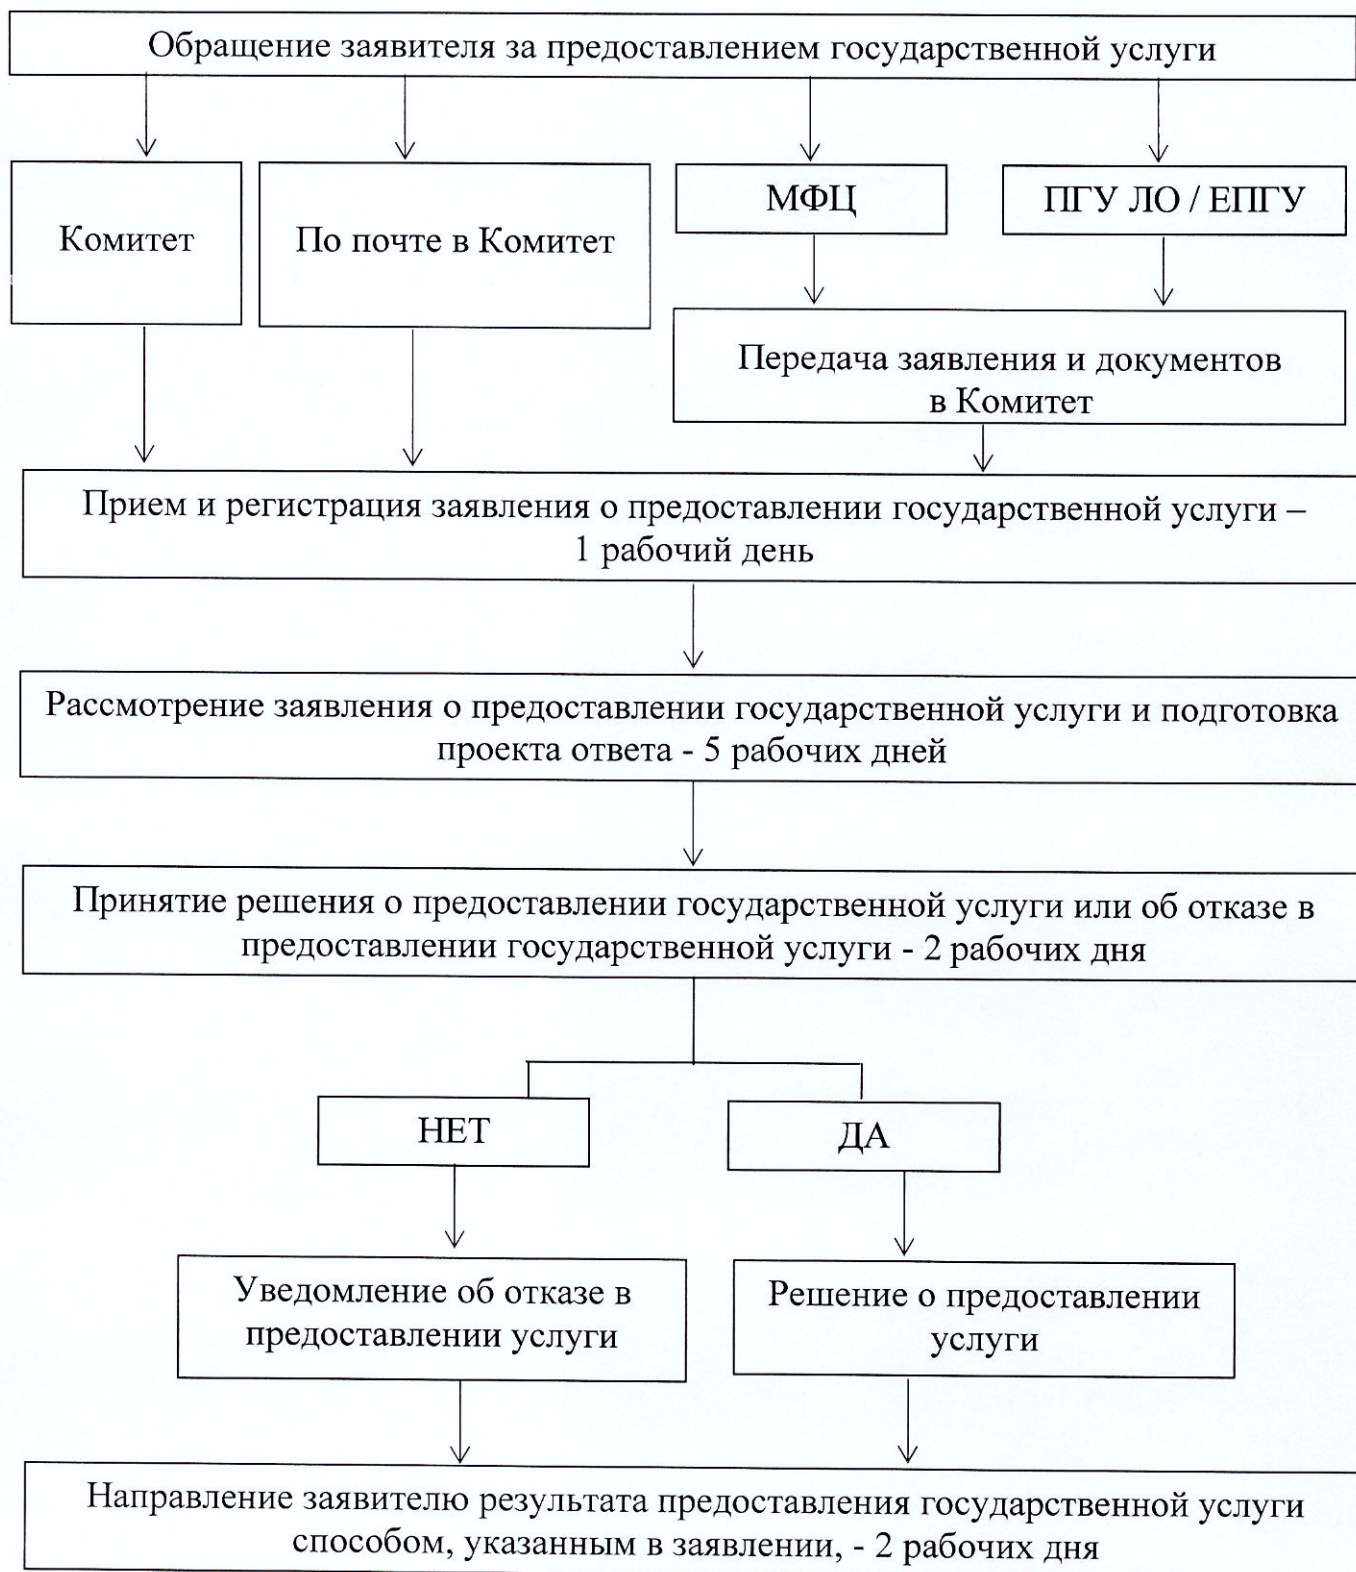 Обращение заявителя за предоставлением государственной услуги
Комитет
По почте в Комитет
МФЦ
ПГУ ЛО / ЕПГУ
Передача заявления и документов
в Комитет
Прием и регистрация заявления о предоставлении государственной услуги –
1 рабочий день
Рассмотрение заявления о предоставлении государственной услуги и подготовка
проекта ответа - 5 рабочих дней
Принятие решения о предоставлении государственной услуги или об отказе в
предоставлении государственной услуги - 2 рабочих дня
НЕТ
ДА
Уведомление об отказе в
предоставлении услуги
Решение о предоставлении
услуги
Направление заявителю результата предоставления государственной услуги
способом, указанным в заявлении, - 2 рабочих дня